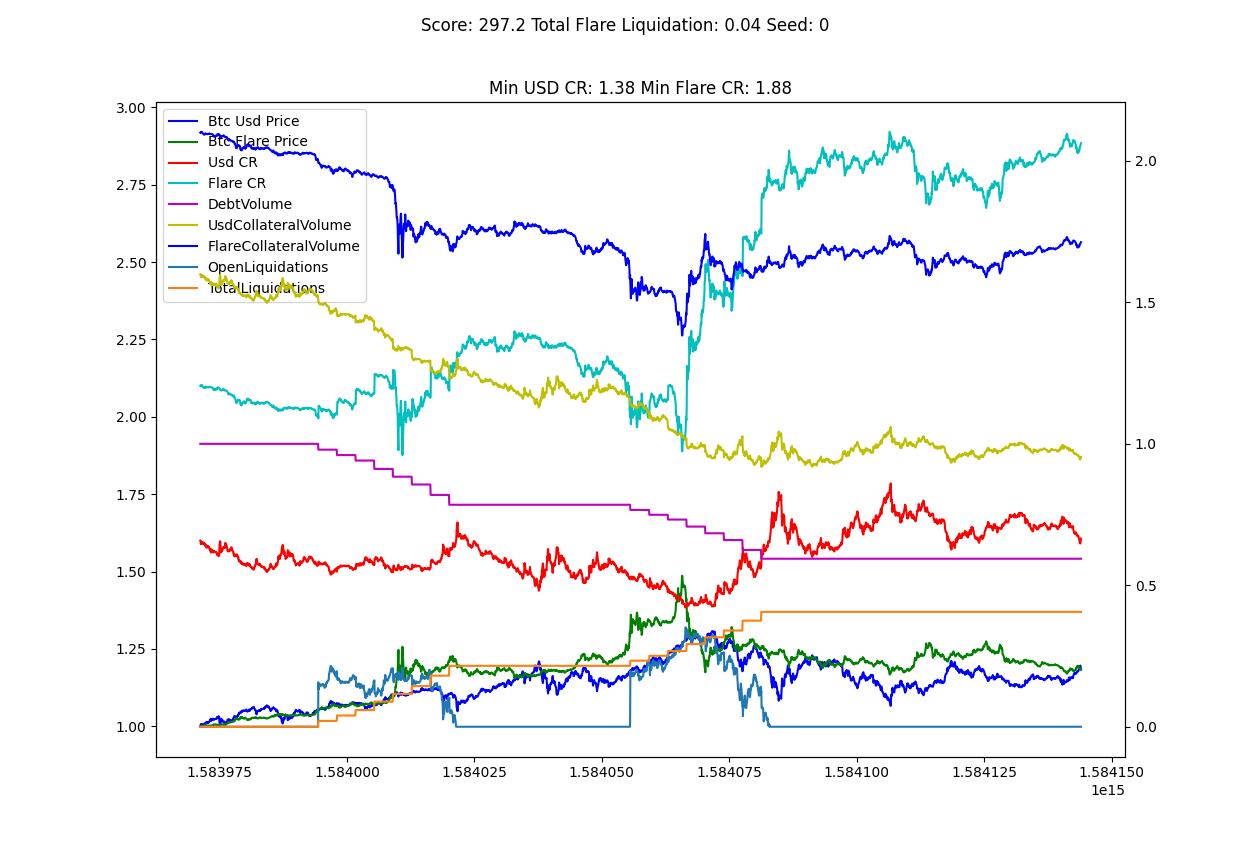 Score: 297.2 Total Flare Liquidation: 0.04 Seed: 0
Min USD CR: 1.38 Min Flare CR: 1.88
Btc Usd Price
Btc Flare Price
Usd CR
Flare CR
DebtVolume
UsdCollateralVolume
FlareCollateralVolume
OpenLiquidations
TotalLiquidations
3.00
2.75
2.50
2.25
2.00
1.75
1.50
1.25
1.00
2.0
1.5
1.0
0.5
0.0
1.583975 1.584000 1.584025 1.584050 1.584075 1.584100 1.584125 1.584150
1e15